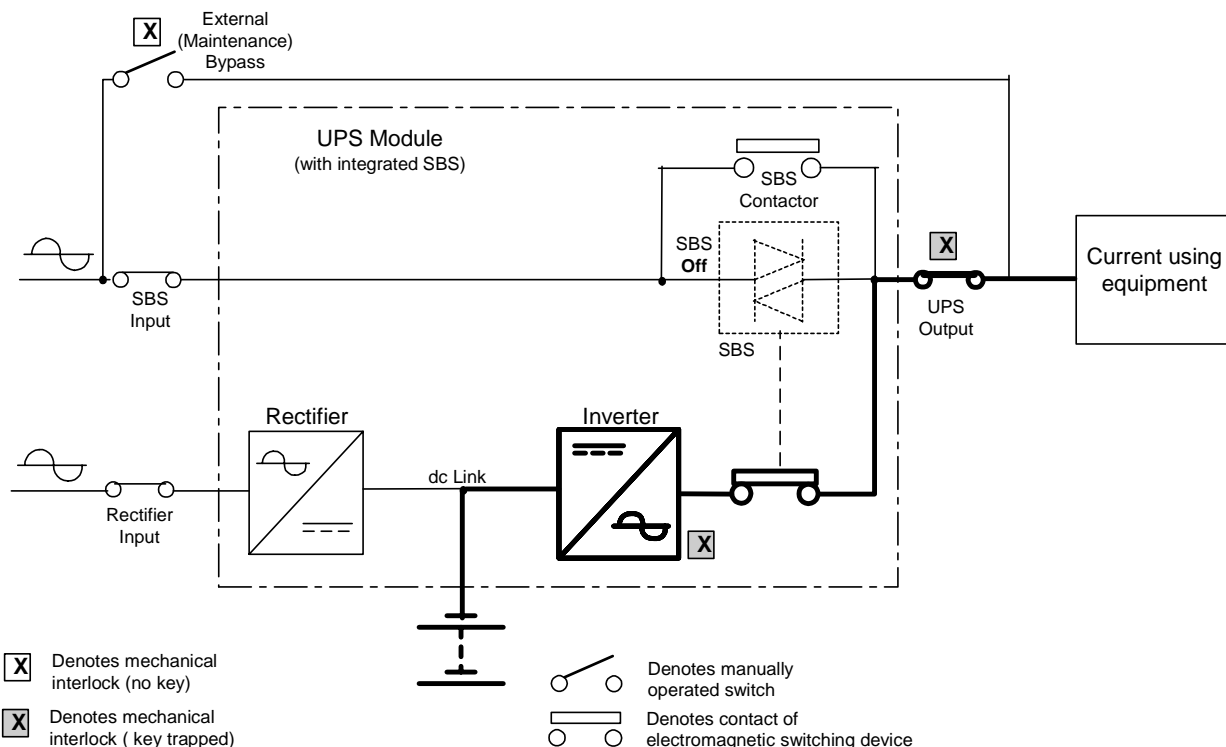 X
External
(Maintenance)
Bypass
UPS Module
(with integrated SBS)
SBS
Contactor
SBS
Off
SBS
X
UPS
Output
Current using
equipment
SBS
Input
Rectifier
Inverter
dc Link
Rectifier
Input
X
X
Denotes mechanical
interlock (no key)
X
Denotes mechanical
interlock ( key trapped)
Denotes manually
operated switch
Denotes contact of
electromagnetic switching device